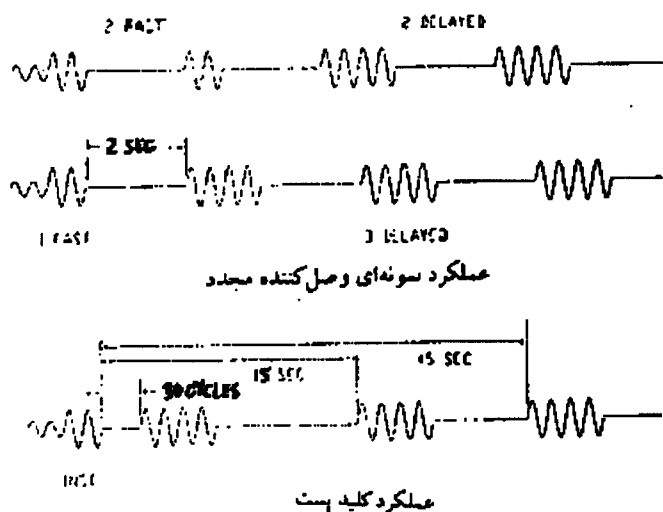 2 FAST 2 DELAYED
2 SEC
1 FAST 3 DELAYED
عملکرد نمونه‌ای وصل‌کننده مجدد
45 SEC
15 SEC
30 CYCLES
INST
عملکرد کلید پست